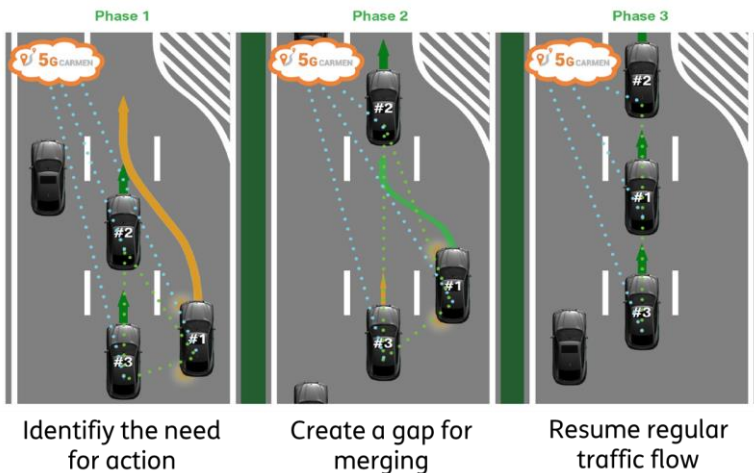 Phase 1
5G CARMEN
#2
#1
#3
Identifiy the need
for action
Phase 2
5G CARMEN
#2
#1
#3
Create a gap for
merging
Phase 3
5G CARMEN
#2
#1
#3
Resume regular
traffic flow